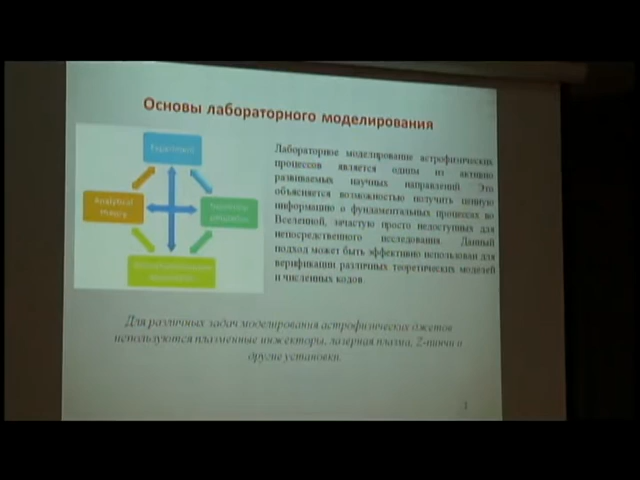 Основы лабораторного моделирования
Experiment
Analytical
theory
Лабораторное моделирование астрофизических
процессов является одним из активно
развиваемых научных направлений. Это
объясняется возможностью получить ценную
информацию о фундаментальных процессах во
Вселенной, зачастую просто недоступных для
непосредственного исследования. Данный
подход может быть эффективно использован для
верификации различных теоретических моделей
и численных кодов.
Для различных задач моделирования астрофизических джетов
используются плазменные инжекторы, лазерная плазма, Z-пинчи и
другие установки.